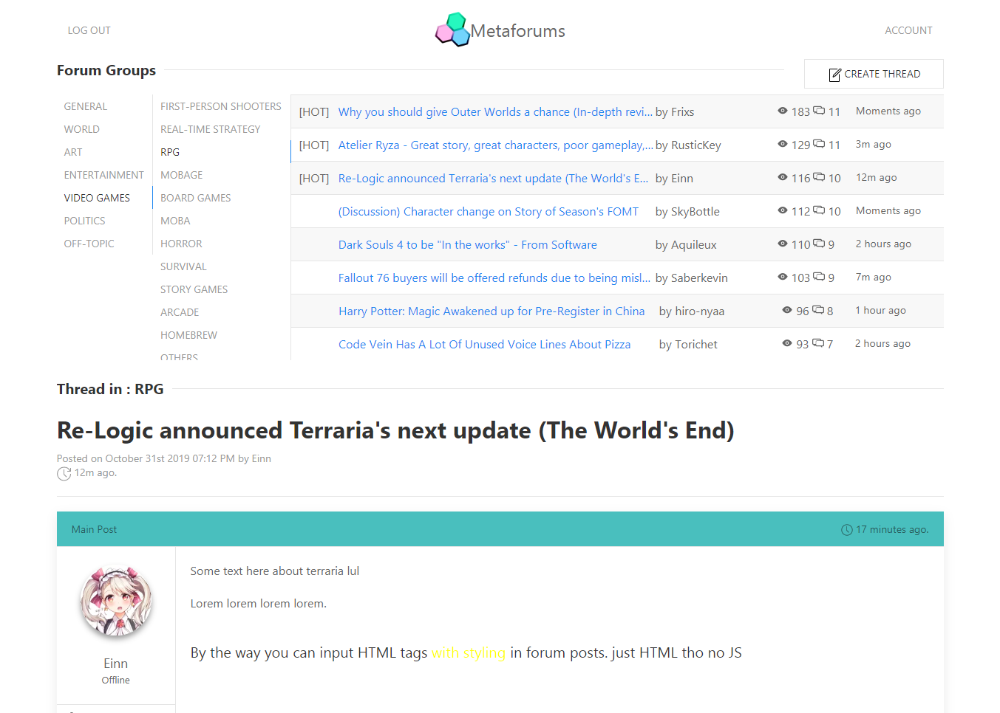 LOG OUT
Metaforums
ACCOUNT
Forum Groups
CREATE THREAD
GENERAL
WORLD
ART
ENTERTAINMENT
VIDEO GAMES
POLITICS
OFF-TOPIC
FIRST-PERSON SHOOTERS
REAL-TIME STRATEGY
RPG
MOBAGE
BOARD GAMES
MOBA
HORROR
SURVIVAL
STORY GAMES
ARCADE
HOMEBREW
OTHERS
[HOT] Why you should give Outer Worlds a chance (In-depth revi... by Frixs 183 11 Moments ago
[HOT] Atelier Ryza - Great story, great characters, poor gameplay,... by RusticKey 129 11 3m ago
[HOT] Re-Logic announced Terraria's next update (The World's E... by Einn 116 10 12m ago
(Discussion) Character change on Story of Season's FOMT by SkyBottle 112 10 Moments ago
Dark Souls 4 to be "In the works" - From Software by Aquileux 110 9 2 hours ago
Fallout 76 buyers will be offered refunds due to being misl... by Saberkevin 103 9 7m ago
Harry Potter: Magic Awakened up for Pre-Register in China by hiro-nyaa 96 8 1 hour ago
Code Vein Has A Lot Of Unused Voice Lines About Pizza by Torichet 93 7 2 hours ago
Thread in : RPG
Re-Logic announced Terraria's next update (The World's End)
Posted on October 31st 2019 07:12 PM by Einn
12m ago.
Main Post
17 minutes ago.
Some text here about terraria lul
Lorem lorem lorem lorem.
By the way you can input HTML tags with styling in forum posts. just HTML tho no JS
Einn
Offline